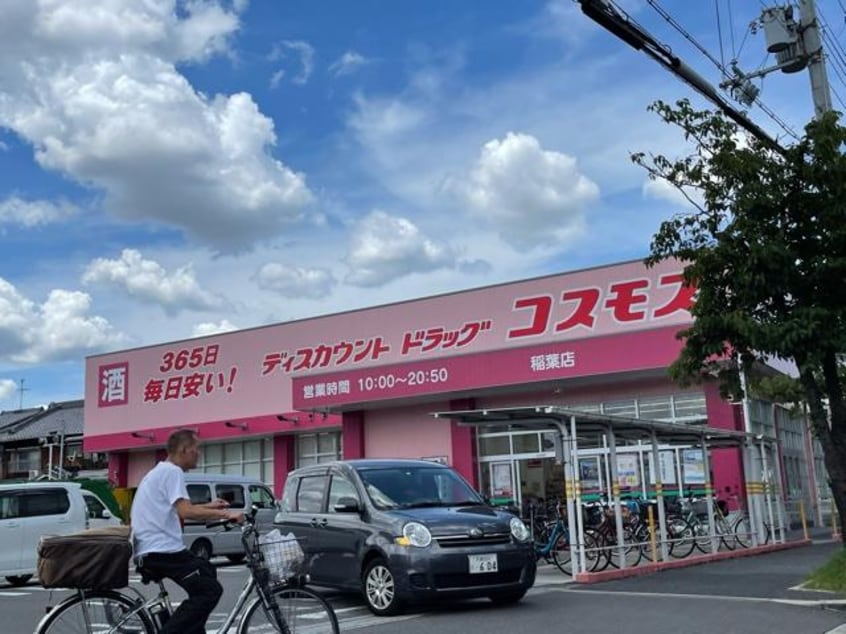 酒
365日
毎日安い!
ディスカウント ドラッグ コスモス
営業時間 10:00〜20:50
稲葉店
604